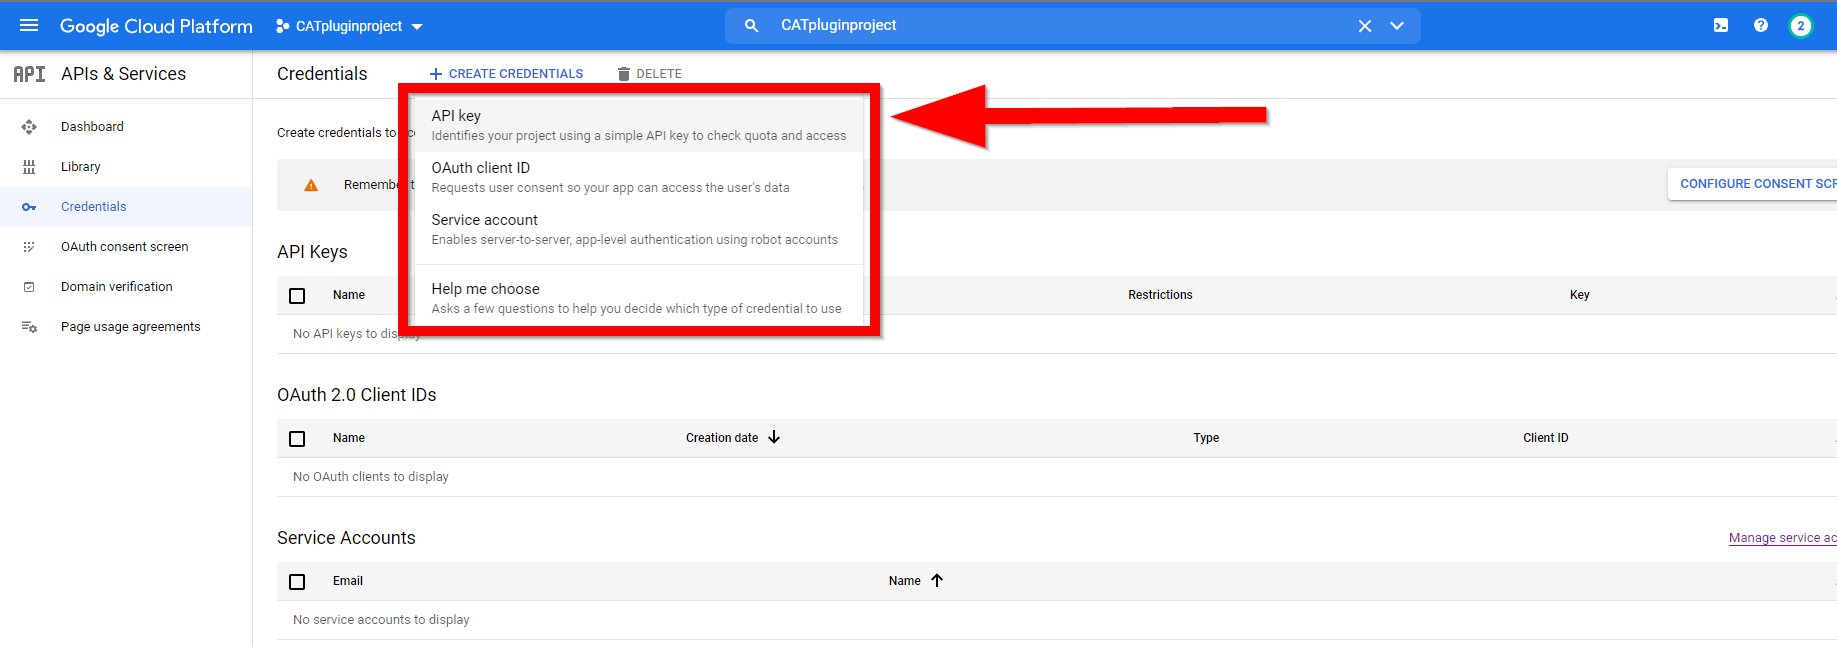 Google Cloud Platform CATpluginproject CATpluginproject 2
API APIs & Services Credentials CREATE CREDENTIALS DELETE
API key
Identifies your project using a simple API key to check quota and access
Dashboard
Create credentials to
Library
OAuth client ID
Requests user consent so your app can access the user's data
Remember CONFIGURE CONSENT SCR
Credentials
Service account
Enables server-to-server, app-level authentication using robot accounts
OAuth consent screen
API Keys
Domain verification
Help me choose
Asks a few questions to help you decide which type of credential to use
Name Restrictions Key
Page usage agreements
No API keys to display
OAuth 2.0 Client IDs
Name Creation date Type Client ID
No OAuth clients to display
Service Accounts Manage service ac
Email Name
No service accounts to display